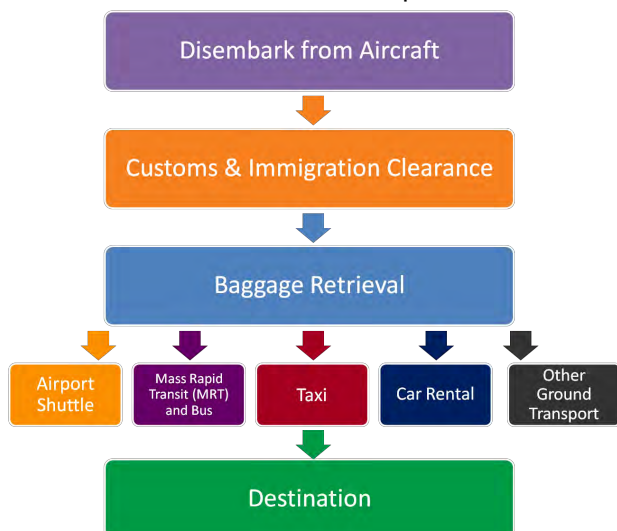 Disembark from Aircraft
Customs & Immigration Clearance
Baggage Retrieval
Airport
Shuttle
Mass Rapid
Transit (MRT)
and Bus
Taxi
Car Rental
Other
Ground
Transport
Destination